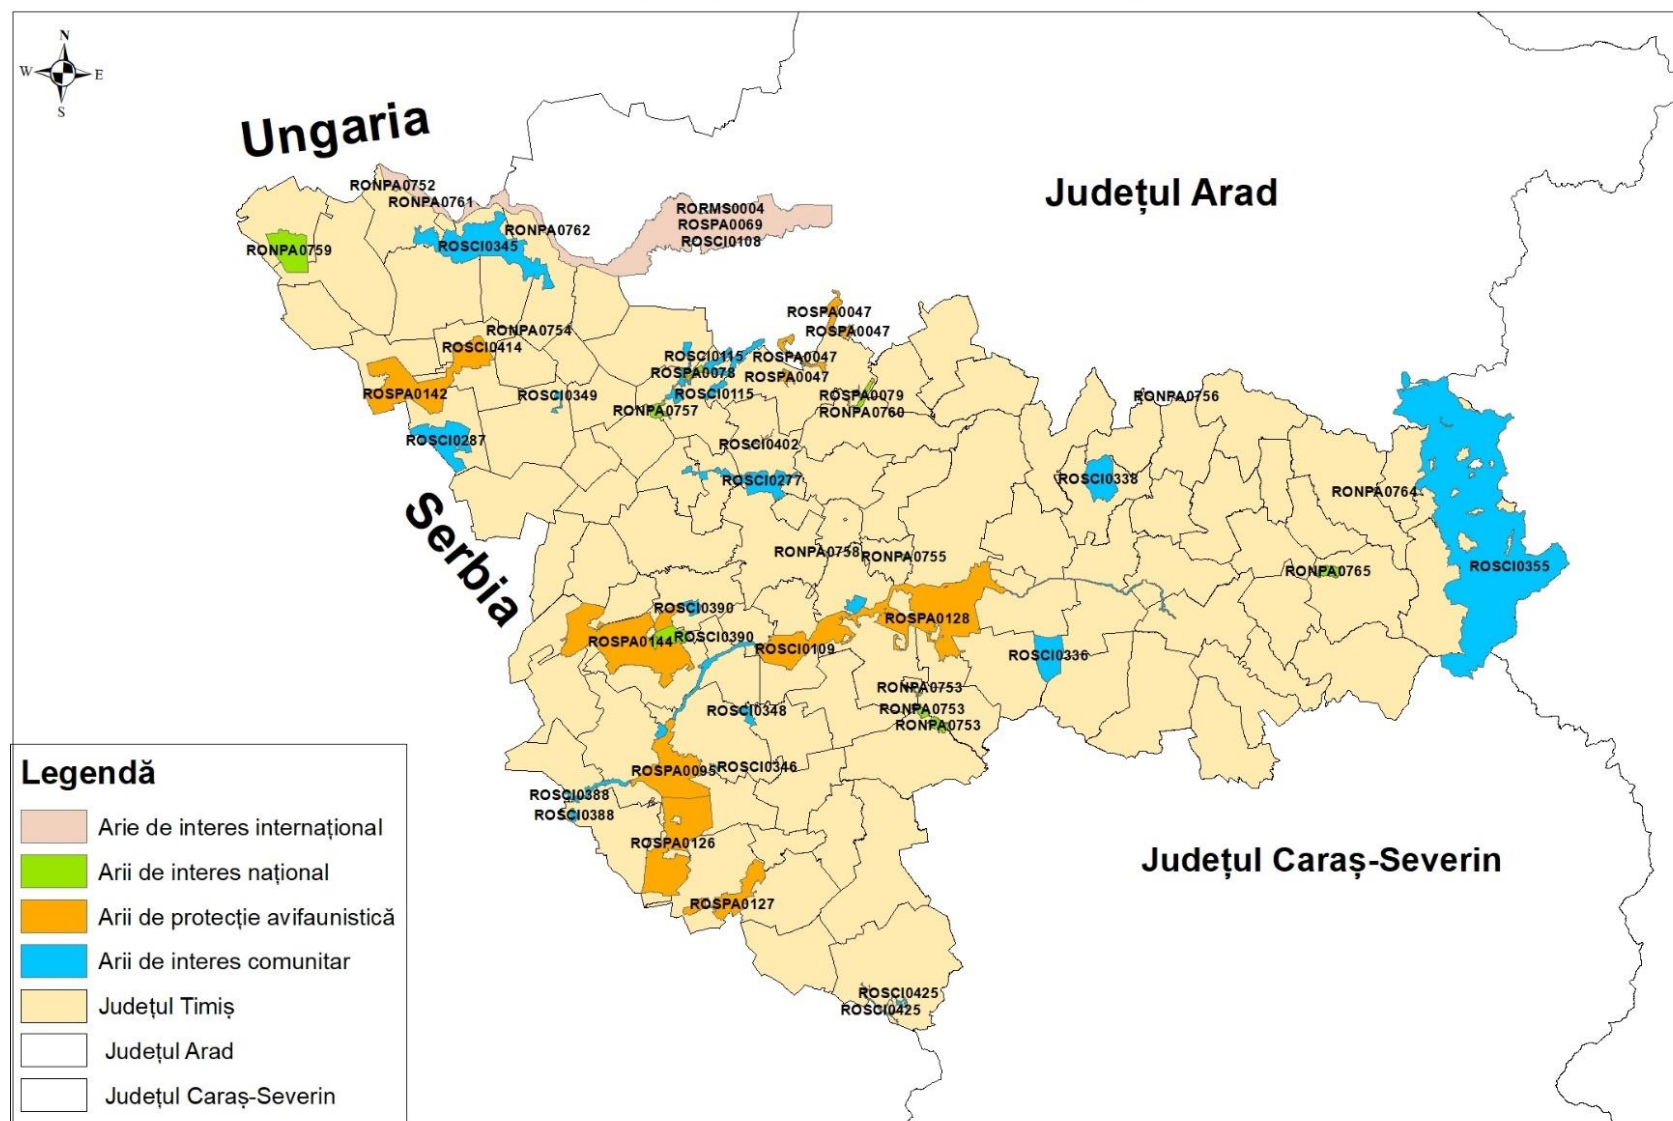 N
W E
S
Ungaria
Județul Arad
RONPA0752
RONPA0761
RORMS0004
ROSPA0069
ROSCI0108
RONPA0762
ROSCI0345
RONPA0759
ROSPA0047
ROSPA0047
RONPA0754
ROSCI0414
ROSCI0115
ROSPA0047
ROSPA0078
ROSPA0047
ROSPA0142
ROSCI0349
ROSCI0115
ROSPA0079
RONPA0756
RONPA0757
RONPA0760
ROSCI0287
ROSCI0402
ROSCI0277
ROSCI0338
RONPA0764
Serbia
RONPA0758
RONPA0755
ROSCI0355
RONPA0765
ROSCI0390
ROSPA0128
ROSPA0144
ROSCI0390
ROSCI0109
ROSCI0336
RONPA0753
RONPA0753
RONPA0753
ROSCI0348
ROSPA0095
ROSCI0346
ROSCI0388
ROSCI0388
ROSPA0126
ROSPA0127
Județul Caraș-Severin
ROSCI0425
ROSCI0425
Legendă
Arie de interes internațional
Arii de interes național
Arii de protecție avifaunistică
Arii de interes comunitar
Județul Timiș
Județul Arad
Județul Caraș-Severin